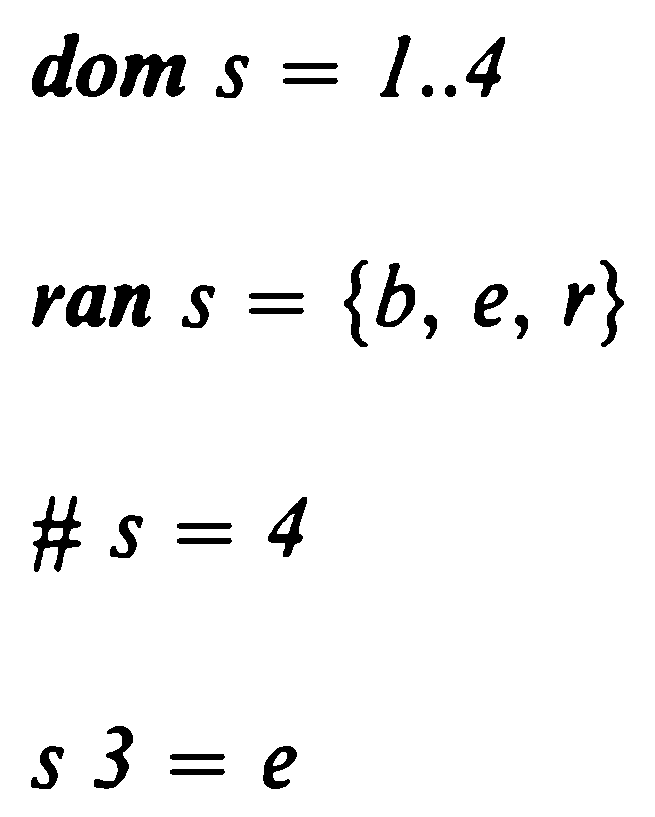 dom s = 1..4
ran s = {b, e, r}
# s = 4
s 3 = e